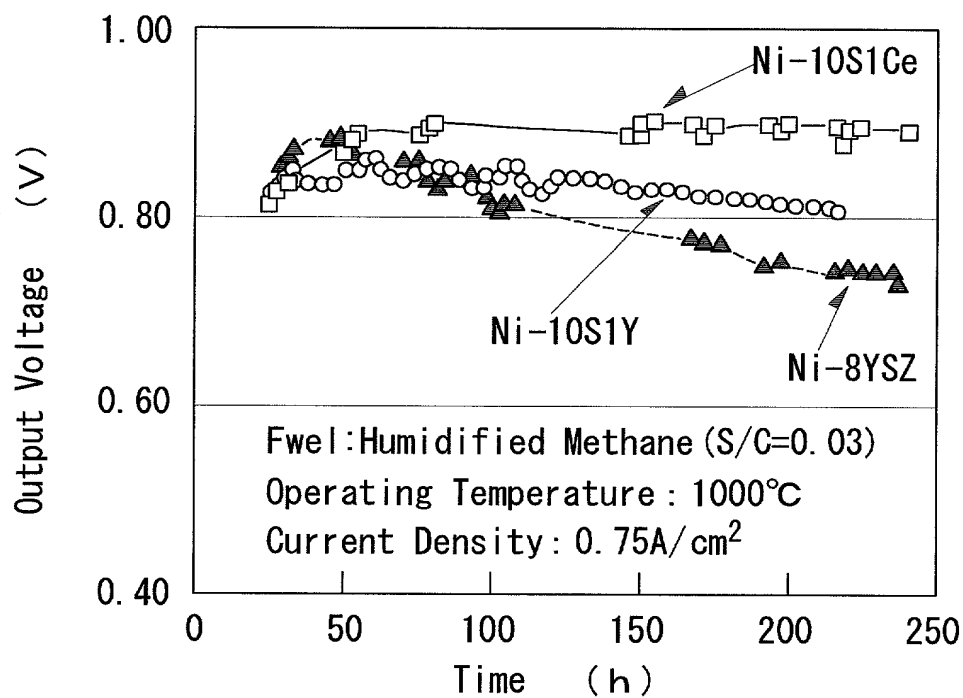 1.00
0.80
0.60
0.40
Output Voltage (V)
Ni-10S1Ce
Ni-10S1Y
Ni-8YSZ
Fwel:Humidified Methane(S/C=0.03)
Operating Temperature: 1000℃
Current Density: 0.75A/cm²
0 50 100 150 200 250
Time (h)